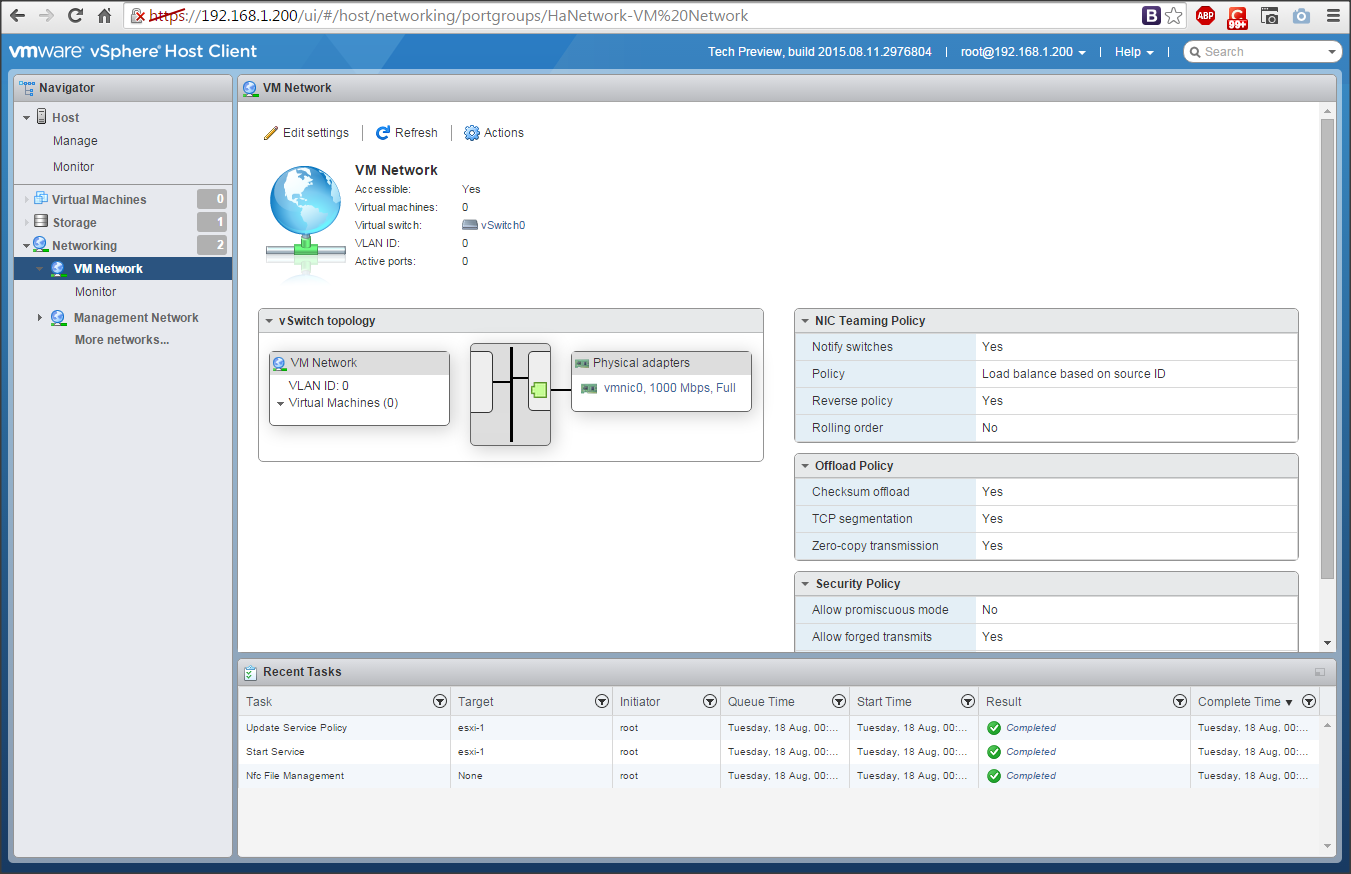 https://192.168.1.200/ui/#/host/networking/portgroups/HaNetwork-VM%20Network
B
ABP
C
99+
vmware vSphere Host Client
Tech Preview, build 2015.08.11.2976804 | root@192.168.1.200 | Help | Search
Navigator
Host
Manage
Monitor
Virtual Machines 0
Storage 1
Networking 2
VM Network
Monitor
Management Network
More networks...
VM Network
Edit settings | Refresh | Actions
VM Network
Accessible: Yes
Virtual machines: 0
Virtual switch: vSwitch0
VLAN ID: 0
Active ports: 0
vSwitch topology
VM Network
VLAN ID: 0
Virtual Machines (0)
Physical adapters
vmnic0, 1000 Mbps, Full
NIC Teaming Policy
Notify switches Yes
Policy Load balance based on source ID
Reverse policy Yes
Rolling order No
Offload Policy
Checksum offload Yes
TCP segmentation Yes
Zero-copy transmission Yes
Security Policy
Allow promiscuous mode No
Allow forged transmits Yes
Recent Tasks
Task Target Initiator Queue Time Start Time Result Complete Time
Update Service Policy esxi-1 root Tuesday, 18 Aug, 00:... Tuesday, 18 Aug, 00:... Completed Tuesday, 18 Aug, 00:...
Start Service esxi-1 root Tuesday, 18 Aug, 00:... Tuesday, 18 Aug, 00:... Completed Tuesday, 18 Aug, 00:...
Nfc File Management None root Tuesday, 18 Aug, 00:... Tuesday, 18 Aug, 00:... Completed Tuesday, 18 Aug, 00:...